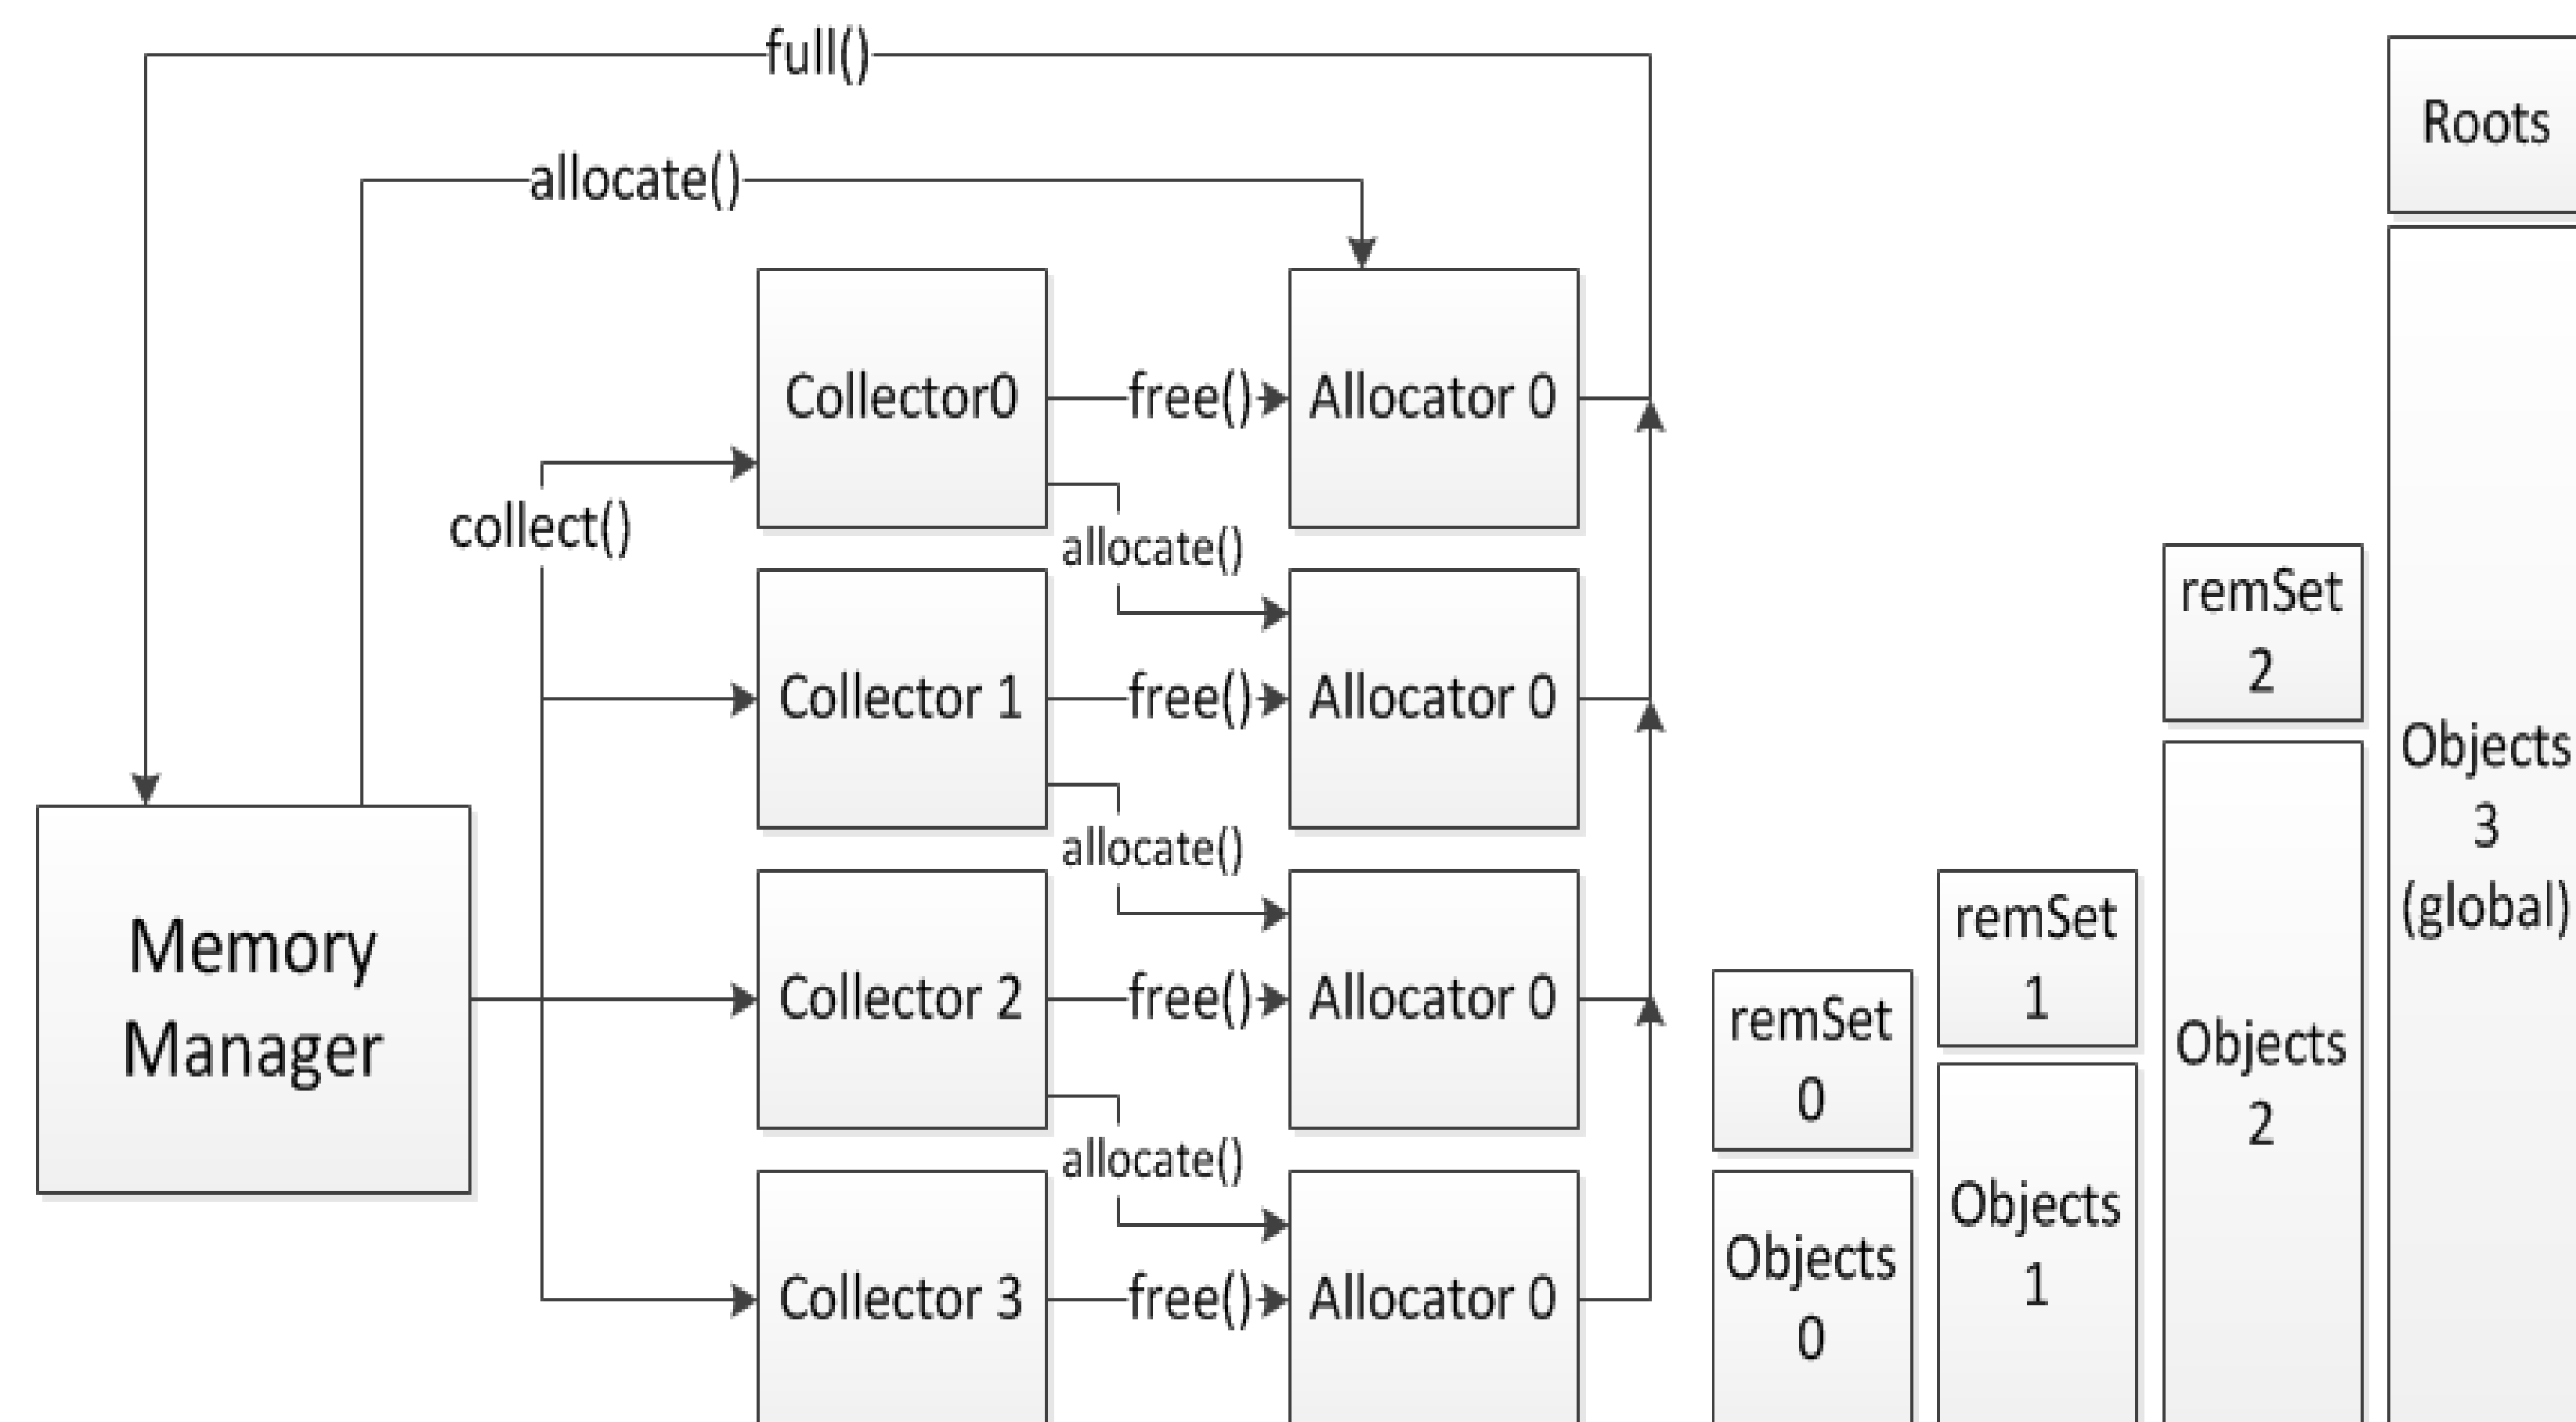 full()
allocate()
Collector0
free()
Allocator 0
collect()
allocate()
Collector 1
free()
Allocator 0
allocate()
Memory
Manager
Collector 2
free()
Allocator 0
allocate()
Collector 3
free()
Allocator 0
remSet
0
Objects
0
remSet
1
Objects
1
remSet
2
Objects
2
Roots
Objects
3
(global)